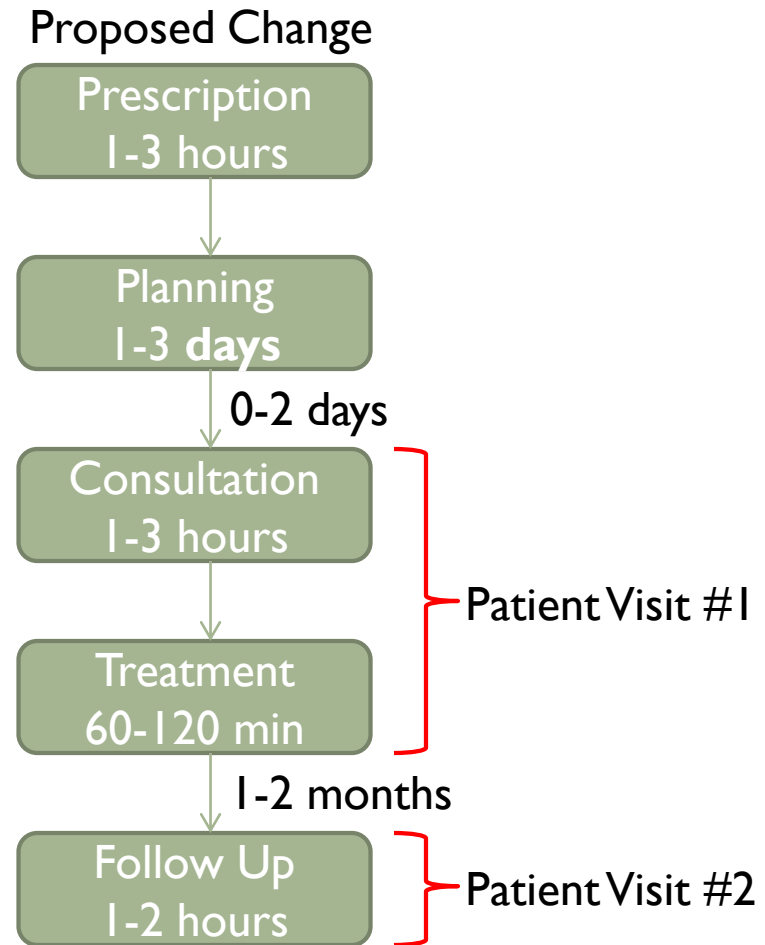 Proposed Change
Prescription
1-3 hours
Planning
1-3 days
0-2 days
Consultation
1-3 hours
Patient Visit #1
Treatment
60-120 min
1-2 months
Follow Up
1-2 hours
Patient Visit #2